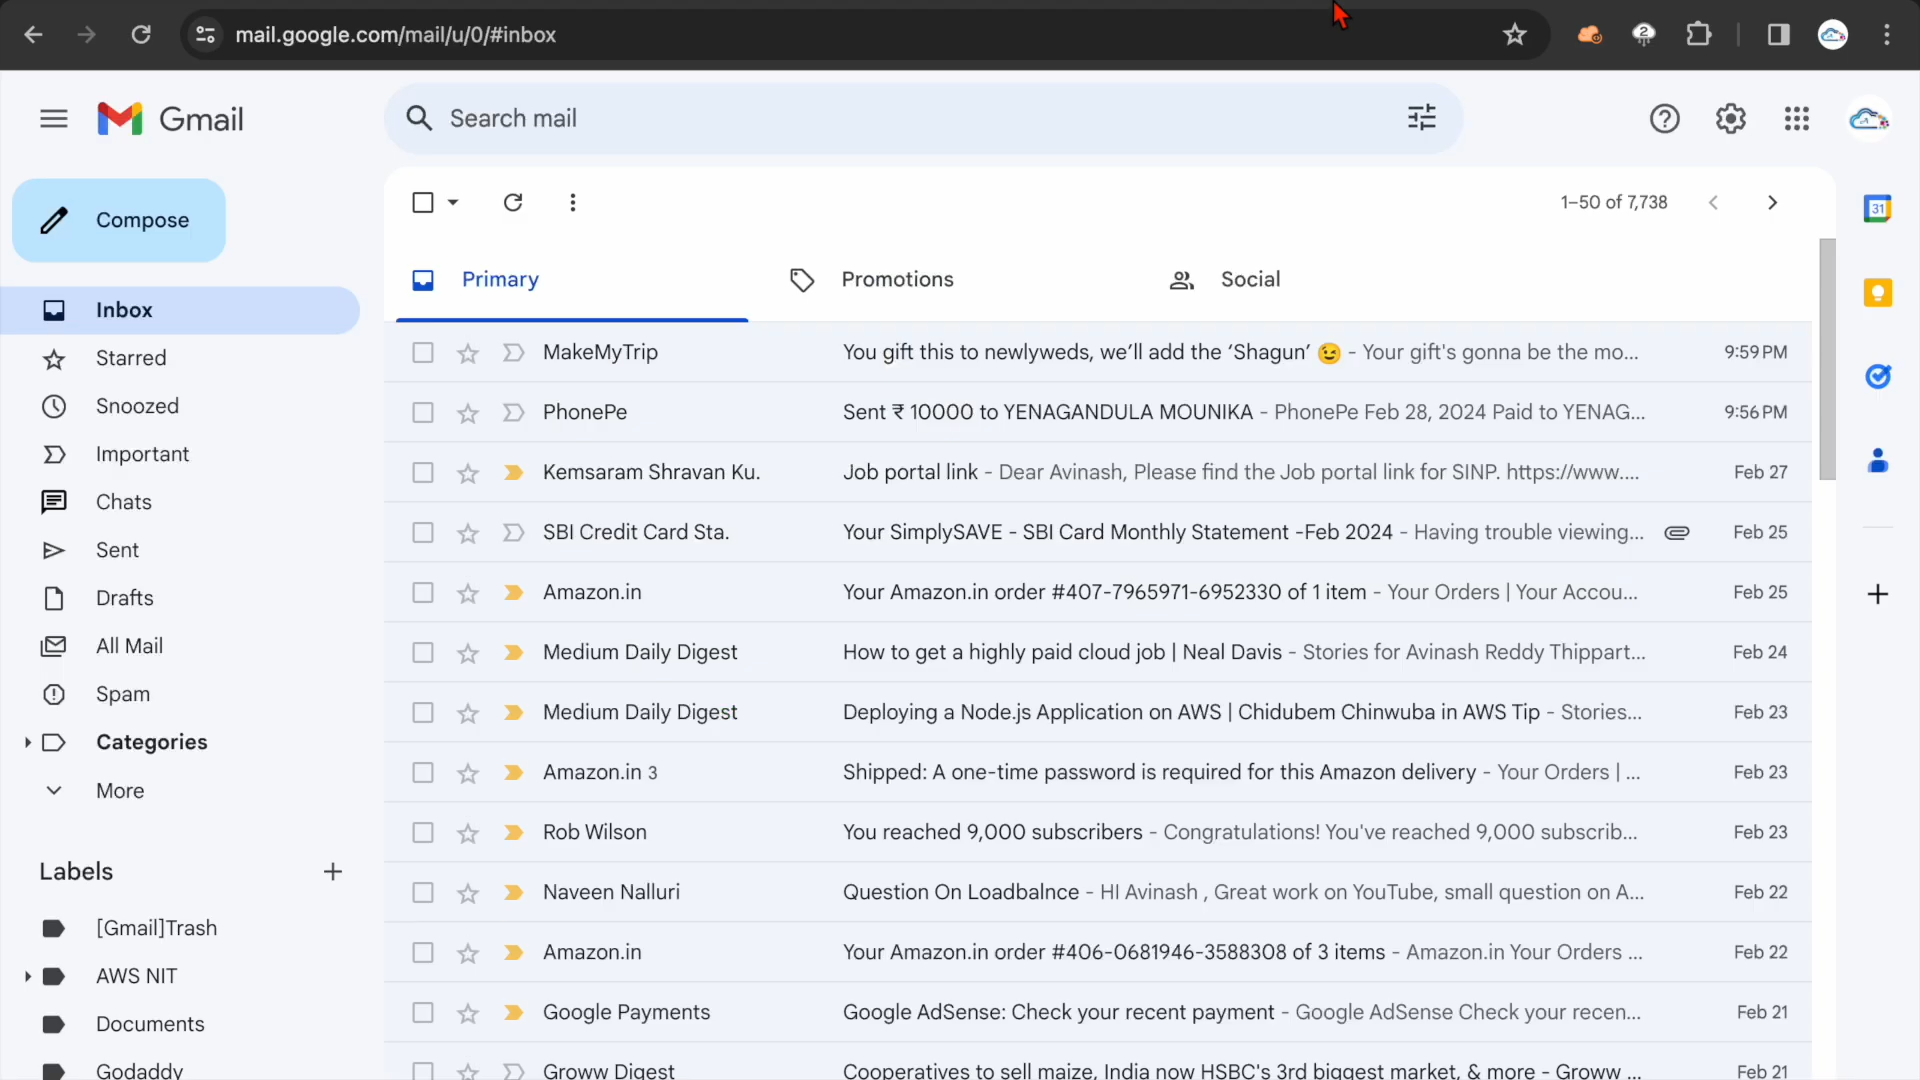 mail.google.com/mail/u/0/#inbox
2
Gmail
Search mail
Compose
1–50 of 7,738
31
Primary
Promotions
Social
Inbox
Starred
Snoozed
Important
Chats
Sent
Drafts
All Mail
Spam
Categories
More
Labels
[Gmail]Trash
AWS NIT
Documents
Godaddy
MakeMyTrip You gift this to newlyweds, we’ll add the ‘Shagun’ 😉 - Your gift's gonna be the mo... 9:59 PM
PhonePe Sent ₹ 10000 to YENAGANDULA MOUNIKA - PhonePe Feb 28, 2024 Paid to YENAG... 9:56 PM
Kemsaram Shravan Ku. Job portal link - Dear Avinash, Please find the Job portal link for SINP. https://www.... Feb 27
SBI Credit Card Sta. Your SimplySAVE - SBI Card Monthly Statement -Feb 2024 - Having trouble viewing... Feb 25
Amazon.in Your Amazon.in order #407-7965971-6952330 of 1 item - Your Orders | Your Accou... Feb 25
Medium Daily Digest How to get a highly paid cloud job | Neal Davis - Stories for Avinash Reddy Thippart... Feb 24
Medium Daily Digest Deploying a Node.js Application on AWS | Chidubem Chinwuba in AWS Tip - Stories... Feb 23
Amazon.in 3 Shipped: A one-time password is required for this Amazon delivery - Your Orders | ... Feb 23
Rob Wilson You reached 9,000 subscribers - Congratulations! You've reached 9,000 subscrib... Feb 23
Naveen Nalluri Question On Loadbalnce - HI Avinash , Great work on YouTube, small question on A... Feb 22
Amazon.in Your Amazon.in order #406-0681946-3588308 of 3 items - Amazon.in Your Orders ... Feb 22
Google Payments Google AdSense: Check your recent payment - Google AdSense Check your recen... Feb 21
Groww Digest Cooperatives to sell maize, India now HSBC's 3rd biggest market, & more - Groww ... Feb 21